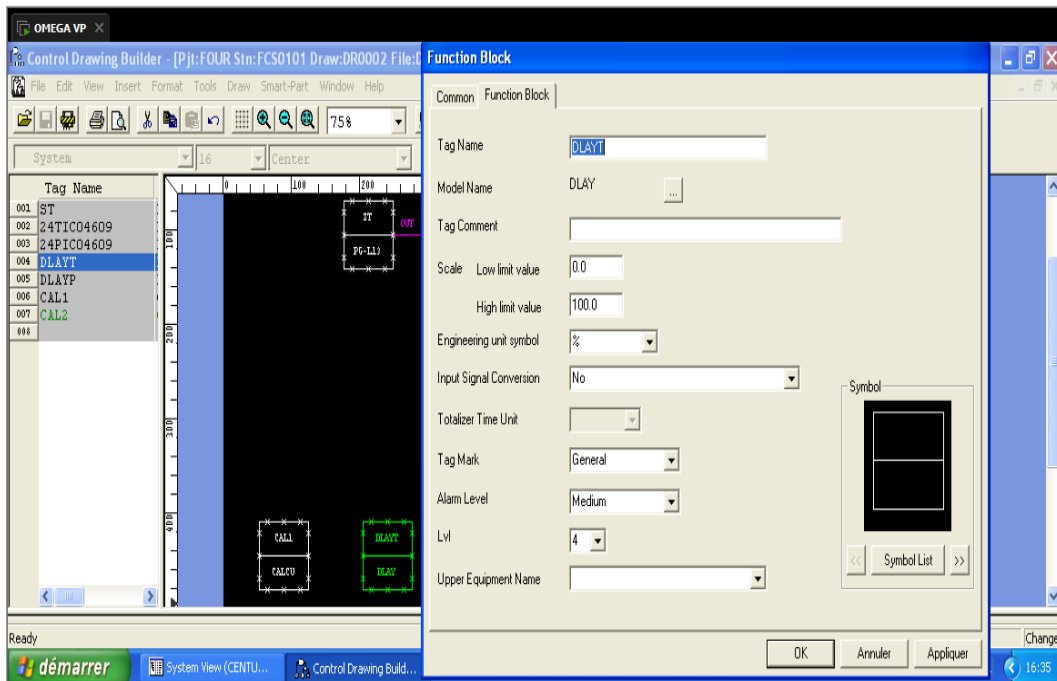 OMEGA VP
Control Drawing Builder - [Pjt:FOUR Stn:FCS0101 Draw:DR0002 File:D
File Edit View Insert Format Tools Draw Smart-Part Window Help
75%
System 16 Center
Tag Name
001 ST
002 24TIC04609
003 24PIC04609
004 DLAYT
005 DLAYP
006 CAL1
007 CAL2
008
0 100 200
100
200
300
400
ST OUT
PG-L13
CAL1
CALCU
DLAYT
DLAY
Function Block
Common Function Block
Tag Name DLAYT
Model Name DLAY ...
Tag Comment
Scale Low limit value 0.0
High limit value 100.0
Engineering unit symbol %
Input Signal Conversion No
Totalizer Time Unit
Tag Mark General
Alarm Level Medium
Lvl 4
Upper Equipment Name
Symbol
<< Symbol List >>
OK Annuler Appliquer
Ready Change
démarrer System View (CENTU... Control Drawing Build... 16:35